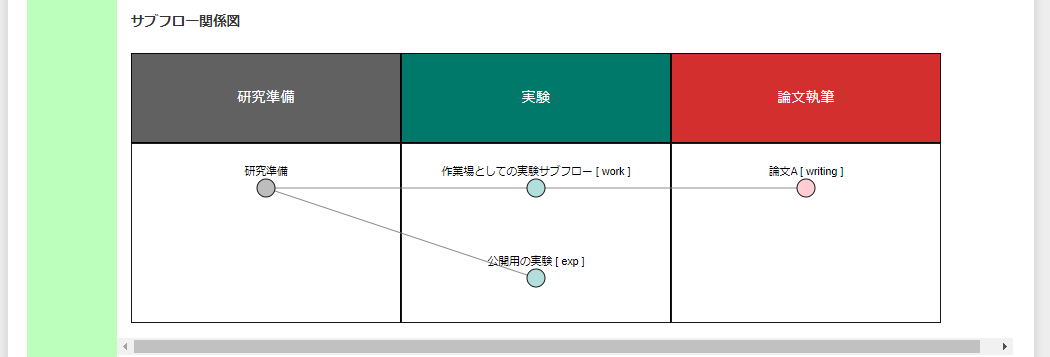 サブフロー関係図
研究準備
実験
論文執筆
研究準備
作業場としての実験サブフロー [ work ]
論文A [ writing ]
公開用の実験 [ exp ]